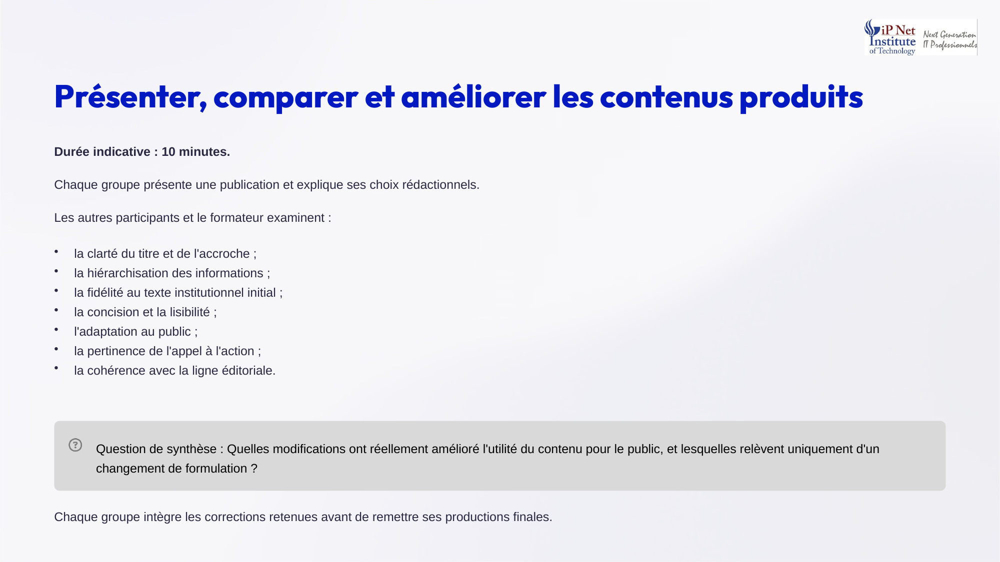 iP Net
Institute
of Technology
Next Generation
IT Professionnels
Présenter, comparer et améliorer les contenus produits
Durée indicative : 10 minutes.
Chaque groupe présente une publication et explique ses choix rédactionnels.
Les autres participants et le formateur examinent :
• la clarté du titre et de l'accroche ;
• la hiérarchisation des informations ;
• la fidélité au texte institutionnel initial ;
• la concision et la lisibilité ;
• l'adaptation au public ;
• la pertinence de l'appel à l'action ;
• la cohérence avec la ligne éditoriale.
Question de synthèse : Quelles modifications ont réellement amélioré l'utilité du contenu pour le public, et lesquelles relèvent uniquement d'un
changement de formulation ?
Chaque groupe intègre les corrections retenues avant de remettre ses productions finales.